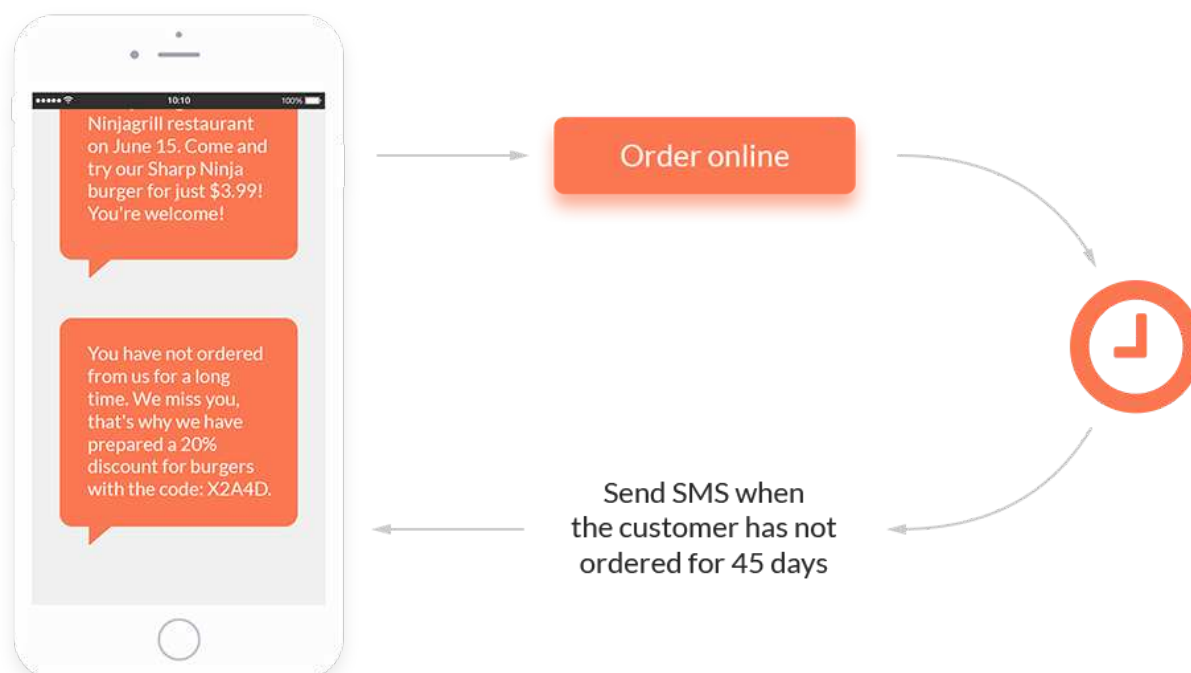 10:10
100%
Ninjagrill restaurant
on June 15. Come and
try our Sharp Ninja
burger for just $3.99!
You're welcome!
You have not ordered
from us for a long
time. We miss you,
that's why we have
prepared a 20%
discount for burgers
with the code: X2A4D.
Order online
Send SMS when
the customer has not
ordered for 45 days